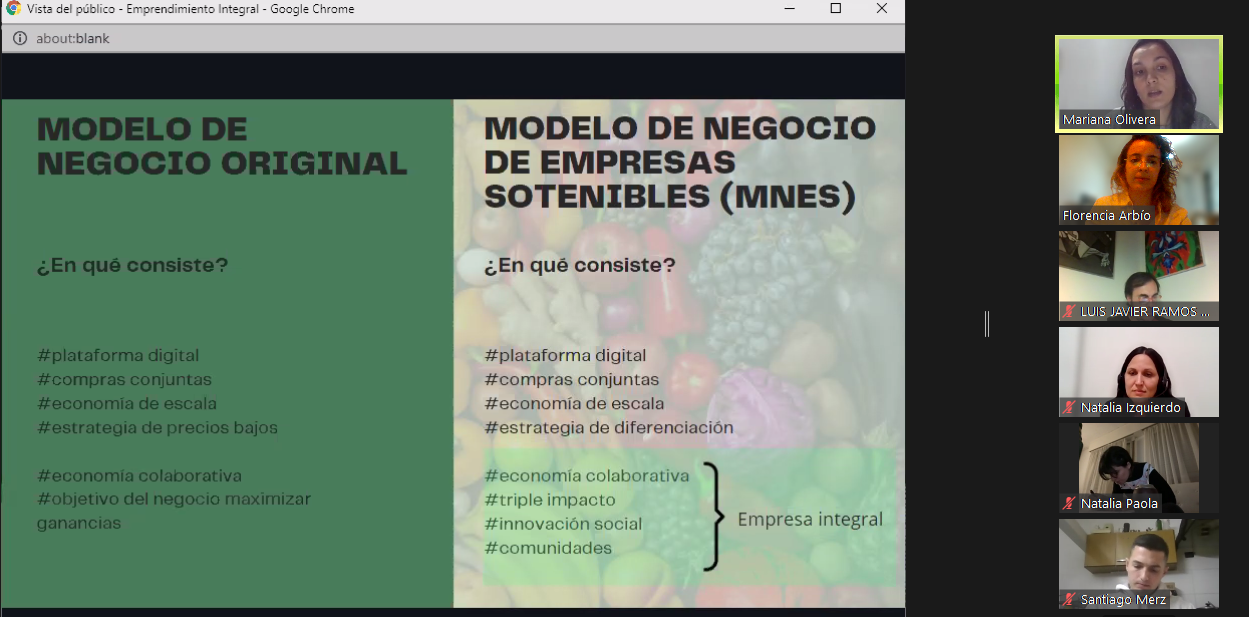 Vista del público - Emprendimiento Integral - Google Chrome
about:blank
MODELO DE
NEGOCIO ORIGINAL
¿En qué consiste?
#plataforma digital
#compras conjuntas
#economía de escala
#estrategia de precios bajos
#economía colaborativa
#objetivo del negocio maximizar
ganancias
MODELO DE NEGOCIO
DE EMPRESAS
SOTENIBLES (MNES)
¿En qué consiste?
#plataforma digital
#compras conjuntas
#economía de escala
#estrategia de diferenciación
#economía colaborativa
#triple impacto
#innovación social
#comunidades
Empresa integral
Mariana Olivera
Florencia Arbío
LUIS JAVIER RAMOS ...
Natalia Izquierdo
Natalia Paola
Santiago Merz